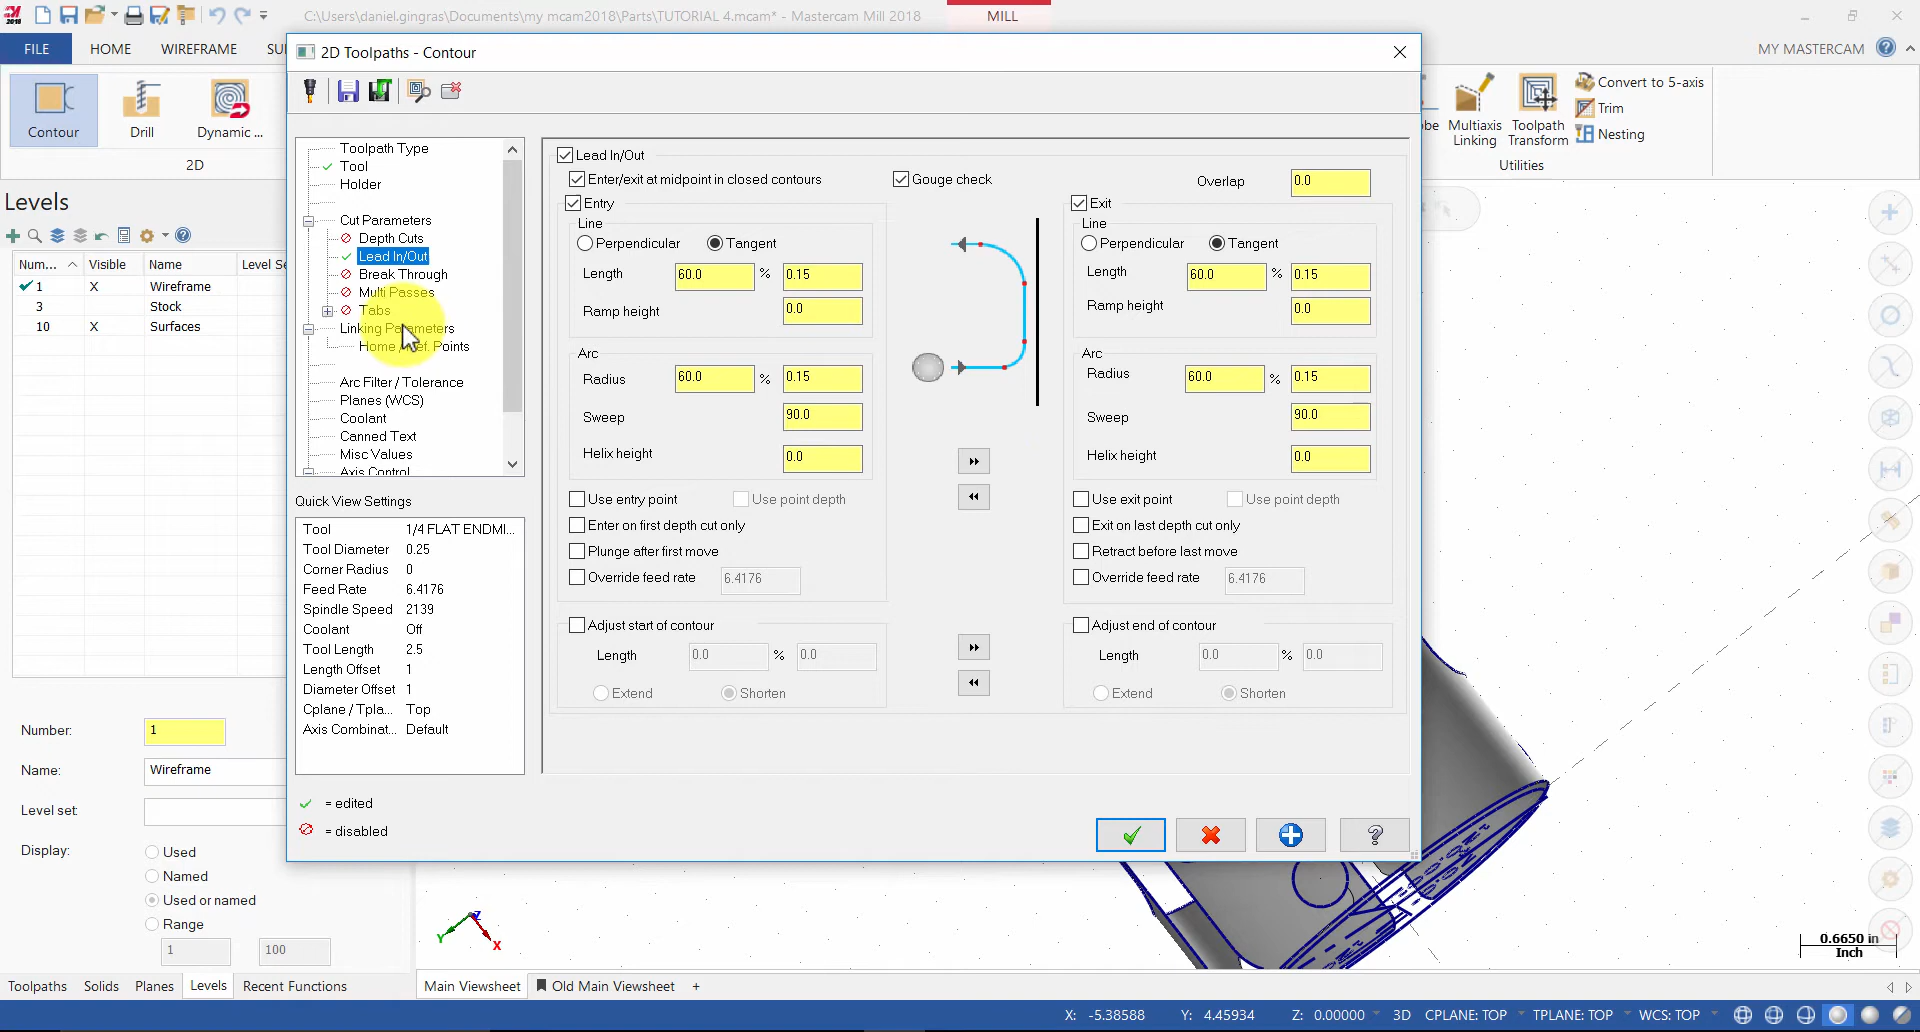 C:\Users\daniel.gingras\Documents\my mcam2018\Parts\TUTORIAL 4.mcam* - Mastercam Mill 2018
MILL
FILE
HOME
WIREFRAME
MY MASTERCAM
2D Toolpaths - Contour
Contour
Drill
Dynamic ...
2D
Multiaxis
Linking
Toolpath
Transform
Convert to 5-axis
Trim
Nesting
Utilities
Levels
Num...
Visible
Name
1
X
Wireframe
3
Stock
10
X
Surfaces
Number:
1
Name:
Wireframe
Level set:
Display:
Used
Named
Used or named
Range
1
100
Toolpath Type
Tool
Holder
Cut Parameters
Depth Cuts
Lead In/Out
Break Through
Multi Passes
Tabs
Linking Parameters
Home / Ref. Points
Arc Filter / Tolerance
Planes (WCS)
Coolant
Canned Text
Misc Values
Axis Control
Quick View Settings
Tool 1/4 FLAT ENDMI...
Tool Diameter 0.25
Corner Radius 0
Feed Rate 6.4176
Spindle Speed 2139
Coolant Off
Tool Length 2.5
Length Offset 1
Diameter Offset 1
Cplane / Tpla... Top
Axis Combinat... Default
= edited
= disabled
Lead In/Out
Enter/exit at midpoint in closed contours
Gouge check
Overlap 0.0
Entry
Line
Perpendicular
Tangent
Length 60.0 % 0.15
Ramp height 0.0
Arc
Radius 60.0 % 0.15
Sweep 90.0
Helix height 0.0
Use entry point
Use point depth
Enter on first depth cut only
Plunge after first move
Override feed rate 6.4176
Adjust start of contour
Length 0.0 % 0.0
Extend
Shorten
Exit
Line
Perpendicular
Tangent
Length 60.0 % 0.15
Ramp height 0.0
Arc
Radius 60.0 % 0.15
Sweep 90.0
Helix height 0.0
Use exit point
Use point depth
Exit on last depth cut only
Retract before last move
Override feed rate 6.4176
Adjust end of contour
Length 0.0 % 0.0
Extend
Shorten
Z
Y
X
0.6650 in
Inch
Toolpaths
Solids
Planes
Levels
Recent Functions
Main Viewsheet
Old Main Viewsheet
+
X: -5.38588
Y: 4.45934
Z: 0.00000
3D
CPLANE: TOP
TPLANE: TOP
WCS: TOP